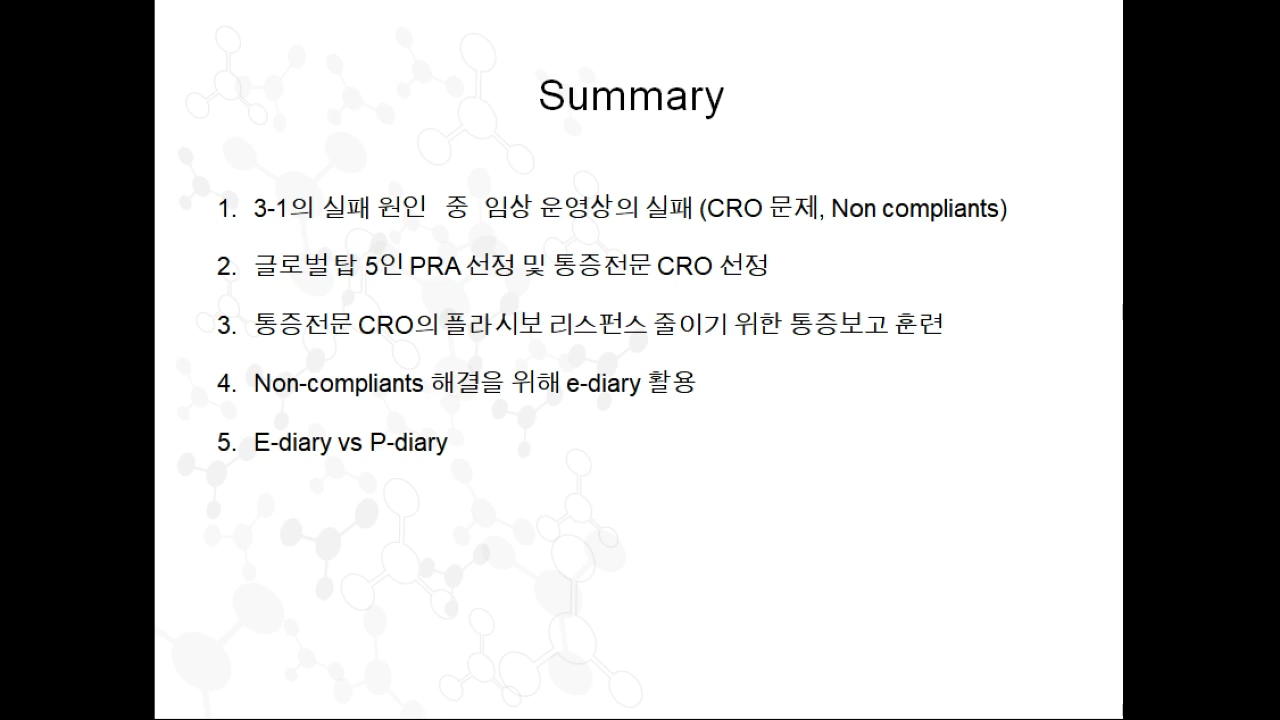 Summary
1. 3-1의 실패 원인 중 임상 운영상의 실패 (CRO 문제, Non compliants)
2. 글로벌 탑 5인 PRA 선정 및 통증전문 CRO 선정
3. 통증전문 CRO의 플라시보 리스펀스 줄이기 위한 통증보고 훈련
4. Non-compliants 해결을 위해 e-diary 활용
5. E-diary vs P-diary